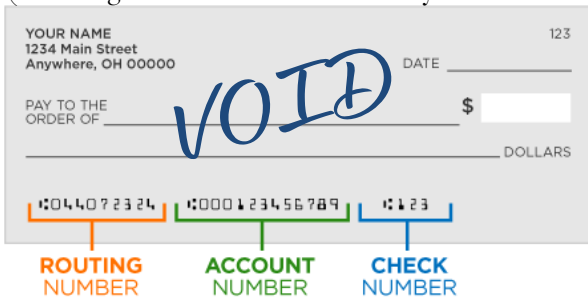 YOUR NAME
123
1234 Main Street
Anywhere, OH 00000
DATE
VOID
PAY TO THE
ORDER OF
$
DOLLARS
⑆044072324 ⑆000123456789 ⑆123
ROUTING
NUMBER
ACCOUNT
NUMBER
CHECK
NUMBER